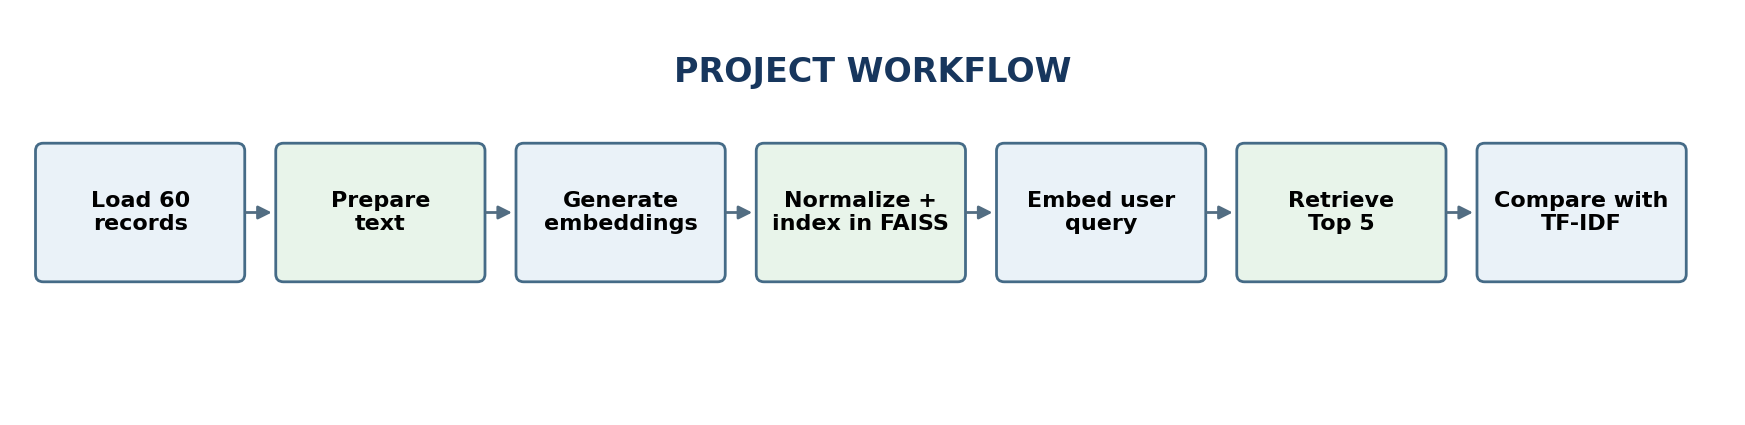 PROJECT WORKFLOW
Load 60
records
Prepare
text
Generate
embeddings
Normalize +
index in FAISS
Embed user
query
Retrieve
Top 5
Compare with
TF-IDF